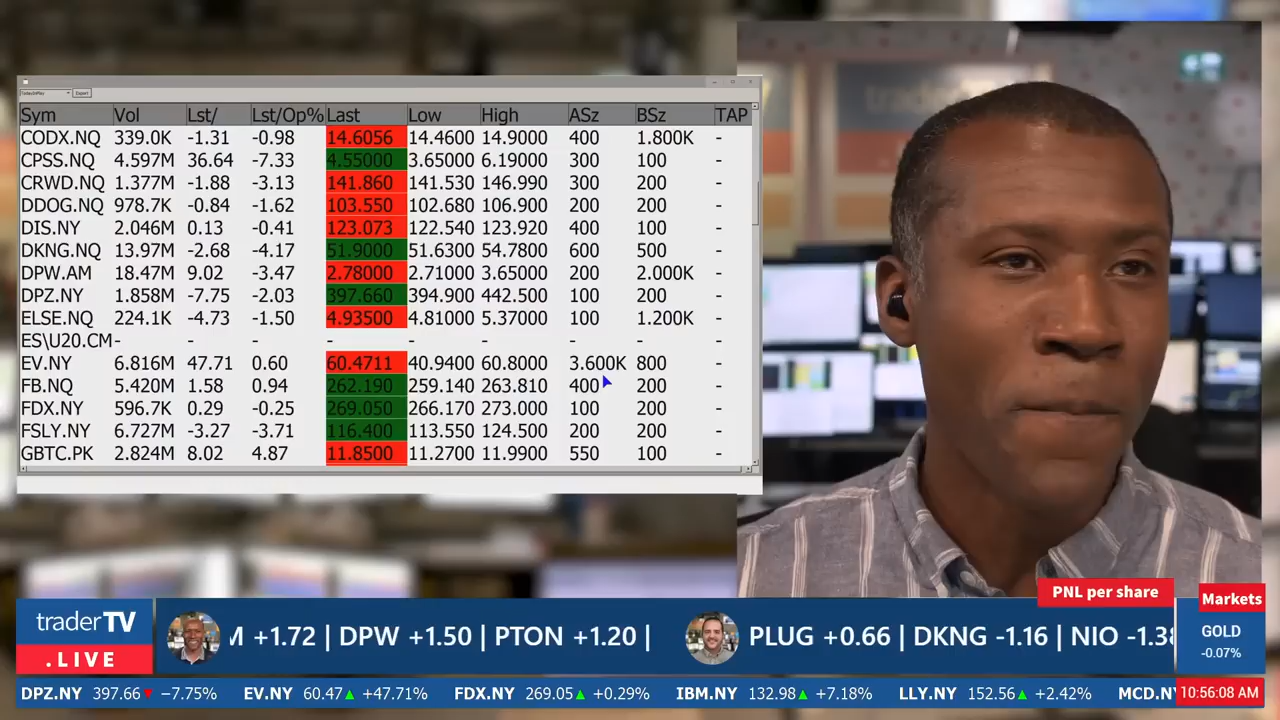 TodayInPlay Export
Sym Vol Lst/ Lst/Op% Last Low High ASz BSz TAP
CODX.NQ 339.0K -1.31 -0.98 14.6056 14.4600 14.9000 400 1.800K -
CPSS.NQ 4.597M 36.64 -7.33 4.55000 3.65000 6.19000 300 100 -
CRWD.NQ 1.377M -1.88 -3.13 141.860 141.530 146.990 300 200 -
DDOG.NQ 978.7K -0.84 -1.62 103.550 102.680 106.900 200 200 -
DIS.NY 2.046M 0.13 -0.41 123.073 122.540 123.920 400 100 -
DKNG.NQ 13.97M -2.68 -4.17 51.9000 51.6300 54.7800 600 500 -
DPW.AM 18.47M 9.02 -3.47 2.78000 2.71000 3.65000 200 2.000K -
DPZ.NY 1.858M -7.75 -2.03 397.660 394.900 442.500 100 200 -
ELSE.NQ 224.1K -4.73 -1.50 4.93500 4.81000 5.37000 100 1.200K -
ES\U20.CM - - - - - - - - -
EV.NY 6.816M 47.71 0.60 60.4711 40.9400 60.8000 3.600K 800 -
FB.NQ 5.420M 1.58 0.94 262.190 259.140 263.810 400 200 -
FDX.NY 596.7K 0.29 -0.25 269.050 266.170 273.000 100 200 -
FSLY.NY 6.727M -3.27 -3.71 116.400 113.550 124.500 200 200 -
GBTC.PK 2.824M 8.02 4.87 11.8500 11.2700 11.9900 550 100 -
PNL per share
Markets
traderTV
.LIVE
M +1.72 | DPW +1.50 | PTON +1.20 |
PLUG +0.66 | DKNG -1.16 | NIO -1.38
GOLD
-0.07%
DPZ.NY 397.66 -7.75% EV.NY 60.47 +47.71% FDX.NY 269.05 +0.29% IBM.NY 132.98 +7.18% LLY.NY 152.56 +2.42% MCD.NY
10:56:08 AM